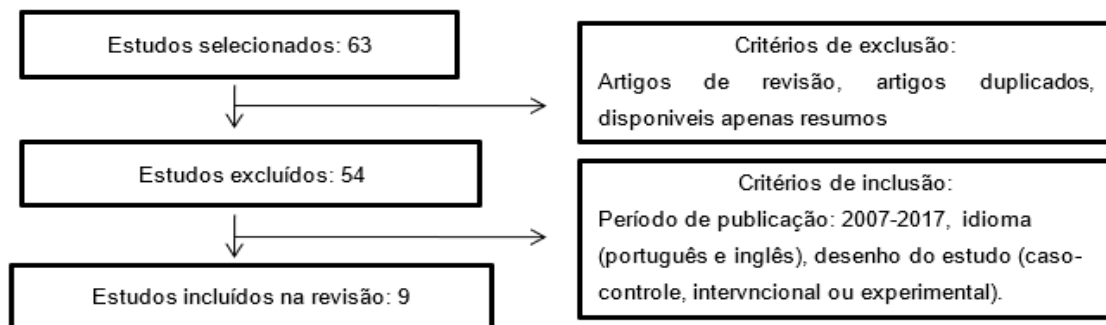 Estudos selecionados: 63
Critérios de exclusão:
Artigos de revisão, artigos duplicados,
disponiveis apenas resumos
Estudos excluídos: 54
Critérios de inclusão:
Período de publicação: 2007-2017, idioma
(português e inglês), desenho do estudo (caso-
controle, intervncional ou experimental).
Estudos incluídos na revisão: 9